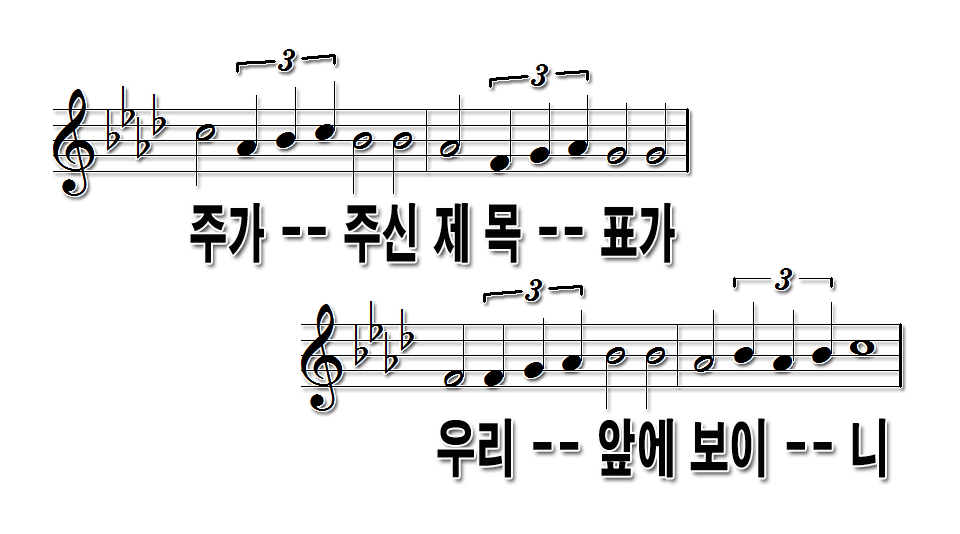 3 3
주가 -- 주신 제 목 -- 표가
3 3
우리 -- 앞에 보이 -- 니